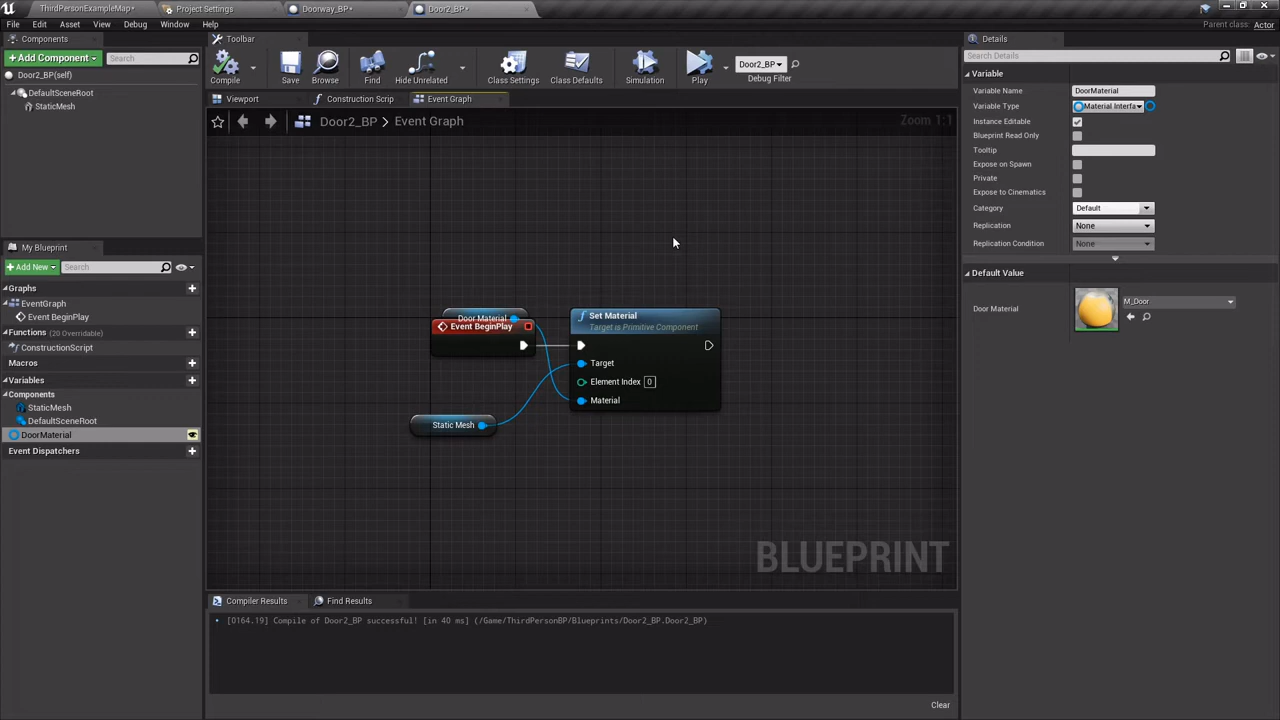 ThirdPersonExampleMap*
Project Settings
Doorway_BP*
Door2_BP*
File Edit Asset View Debug Window Help
Parent class: Actor
Components
+ Add Component
Search
Door2_BP(self)
DefaultSceneRoot
StaticMesh
Toolbar
Compile
Save
Browse
Find
Hide Unrelated
Class Settings
Class Defaults
Simulation
Play
Door2_BP
Debug Filter
Viewport
Construction Scrip
Event Graph
Door2_BP > Event Graph
Zoom 1:1
Door Material
Event BeginPlay
Set Material
Target is Primitive Component
Target
Element Index 0
Material
Static Mesh
BLUEPRINT
My Blueprint
+ Add New
Search
Graphs
EventGraph
Event BeginPlay
Functions (20 Overridable)
ConstructionScript
Macros
Variables
Components
StaticMesh
DefaultSceneRoot
DoorMaterial
Event Dispatchers
Compiler Results
Find Results
[0164.19] Compile of Door2_BP successful! [in 40 ms] (/Game/ThirdPersonBP/Blueprints/Door2_BP.Door2_BP)
Clear
Details
Search Details
Variable
Variable Name DoorMaterial
Variable Type Material Interfa
Instance Editable
Blueprint Read Only
Tooltip
Expose on Spawn
Private
Expose to Cinematics
Category Default
Replication None
Replication Condition None
Default Value
Door Material M_Door